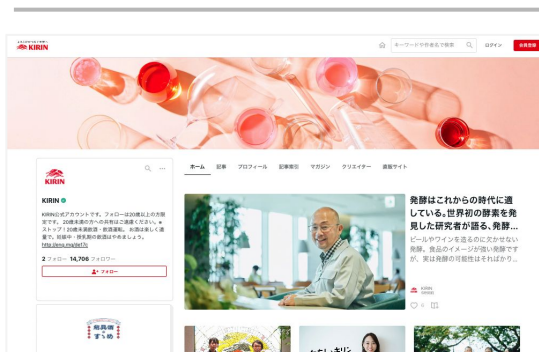 KIRIN
キーワードや作者名で検索
ログイン
会員登録
KIRIN
ホーム 記事 プロフィール 記事索引 マガジン クリエイター 直販サイト
KIRIN
KIRIN公式アカウントです。フォローは20歳以上の方限
定です。 20歳未満の方への共有はご遠慮ください。■
ストップ！20歳未満飲酒・飲酒運転。 お酒は楽しく適
量で。妊娠中・授乳期の飲酒はやめましょう。
2 フォロー 14,706 フォロワー
フォロー
発酵はこれからの時代に適
している。世界初の酵素を発
見した研究者が語る、発酵...
ビールやワインを造るのに欠かせない
発酵。食品のイメージが強い発酵です
が、実は発酵の可能性はそればかり...
KIRIN
6